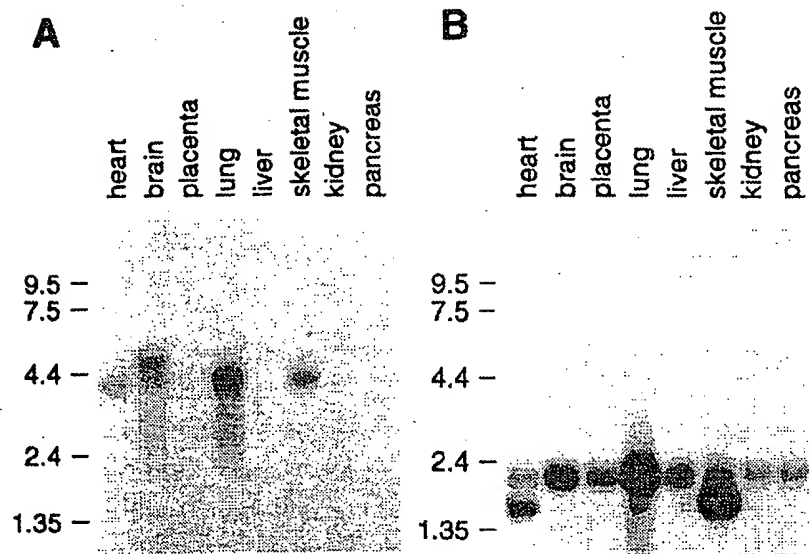 A
heart
brain
placenta
lung
liver
skeletal muscle
kidney
pancreas
9.5 –
7.5 –
4.4 –
2.4 –
1.35 –
B
heart
brain
placenta
lung
liver
skeletal muscle
kidney
pancreas
9.5 –
7.5 –
4.4 –
2.4 –
1.35 –